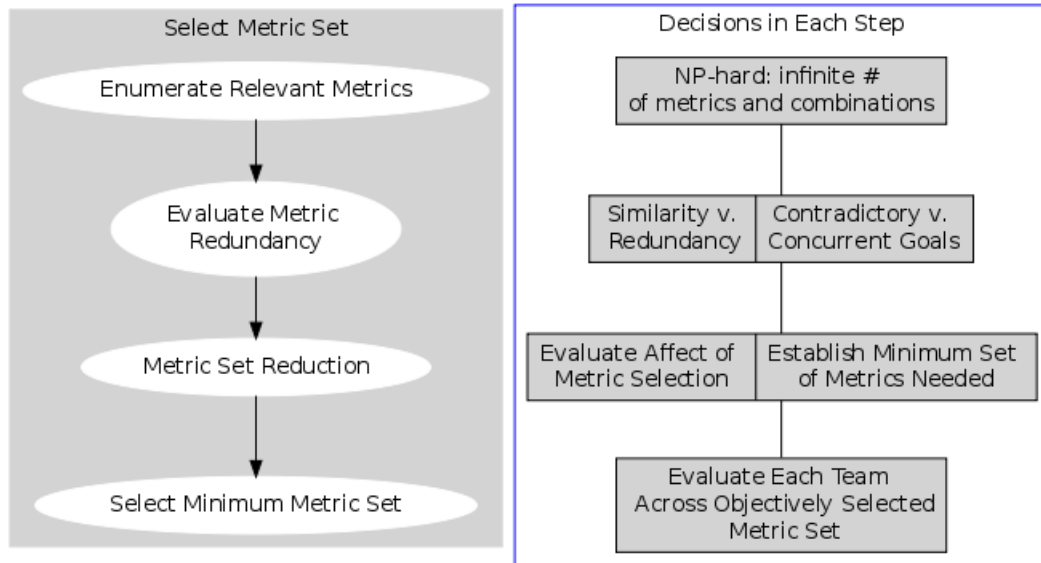 Select Metric Set
Enumerate Relevant Metrics
Evaluate Metric
Redundancy
Metric Set Reduction
Select Minimum Metric Set
Decisions in Each Step
NP-hard: infinite #
of metrics and combinations
Similarity v.
Redundancy
Contradictory v.
Concurrent Goals
Evaluate Affect of
Metric Selection
Establish Minimum Set
of Metrics Needed
Evaluate Each Team
Across Objectively Selected
Metric Set